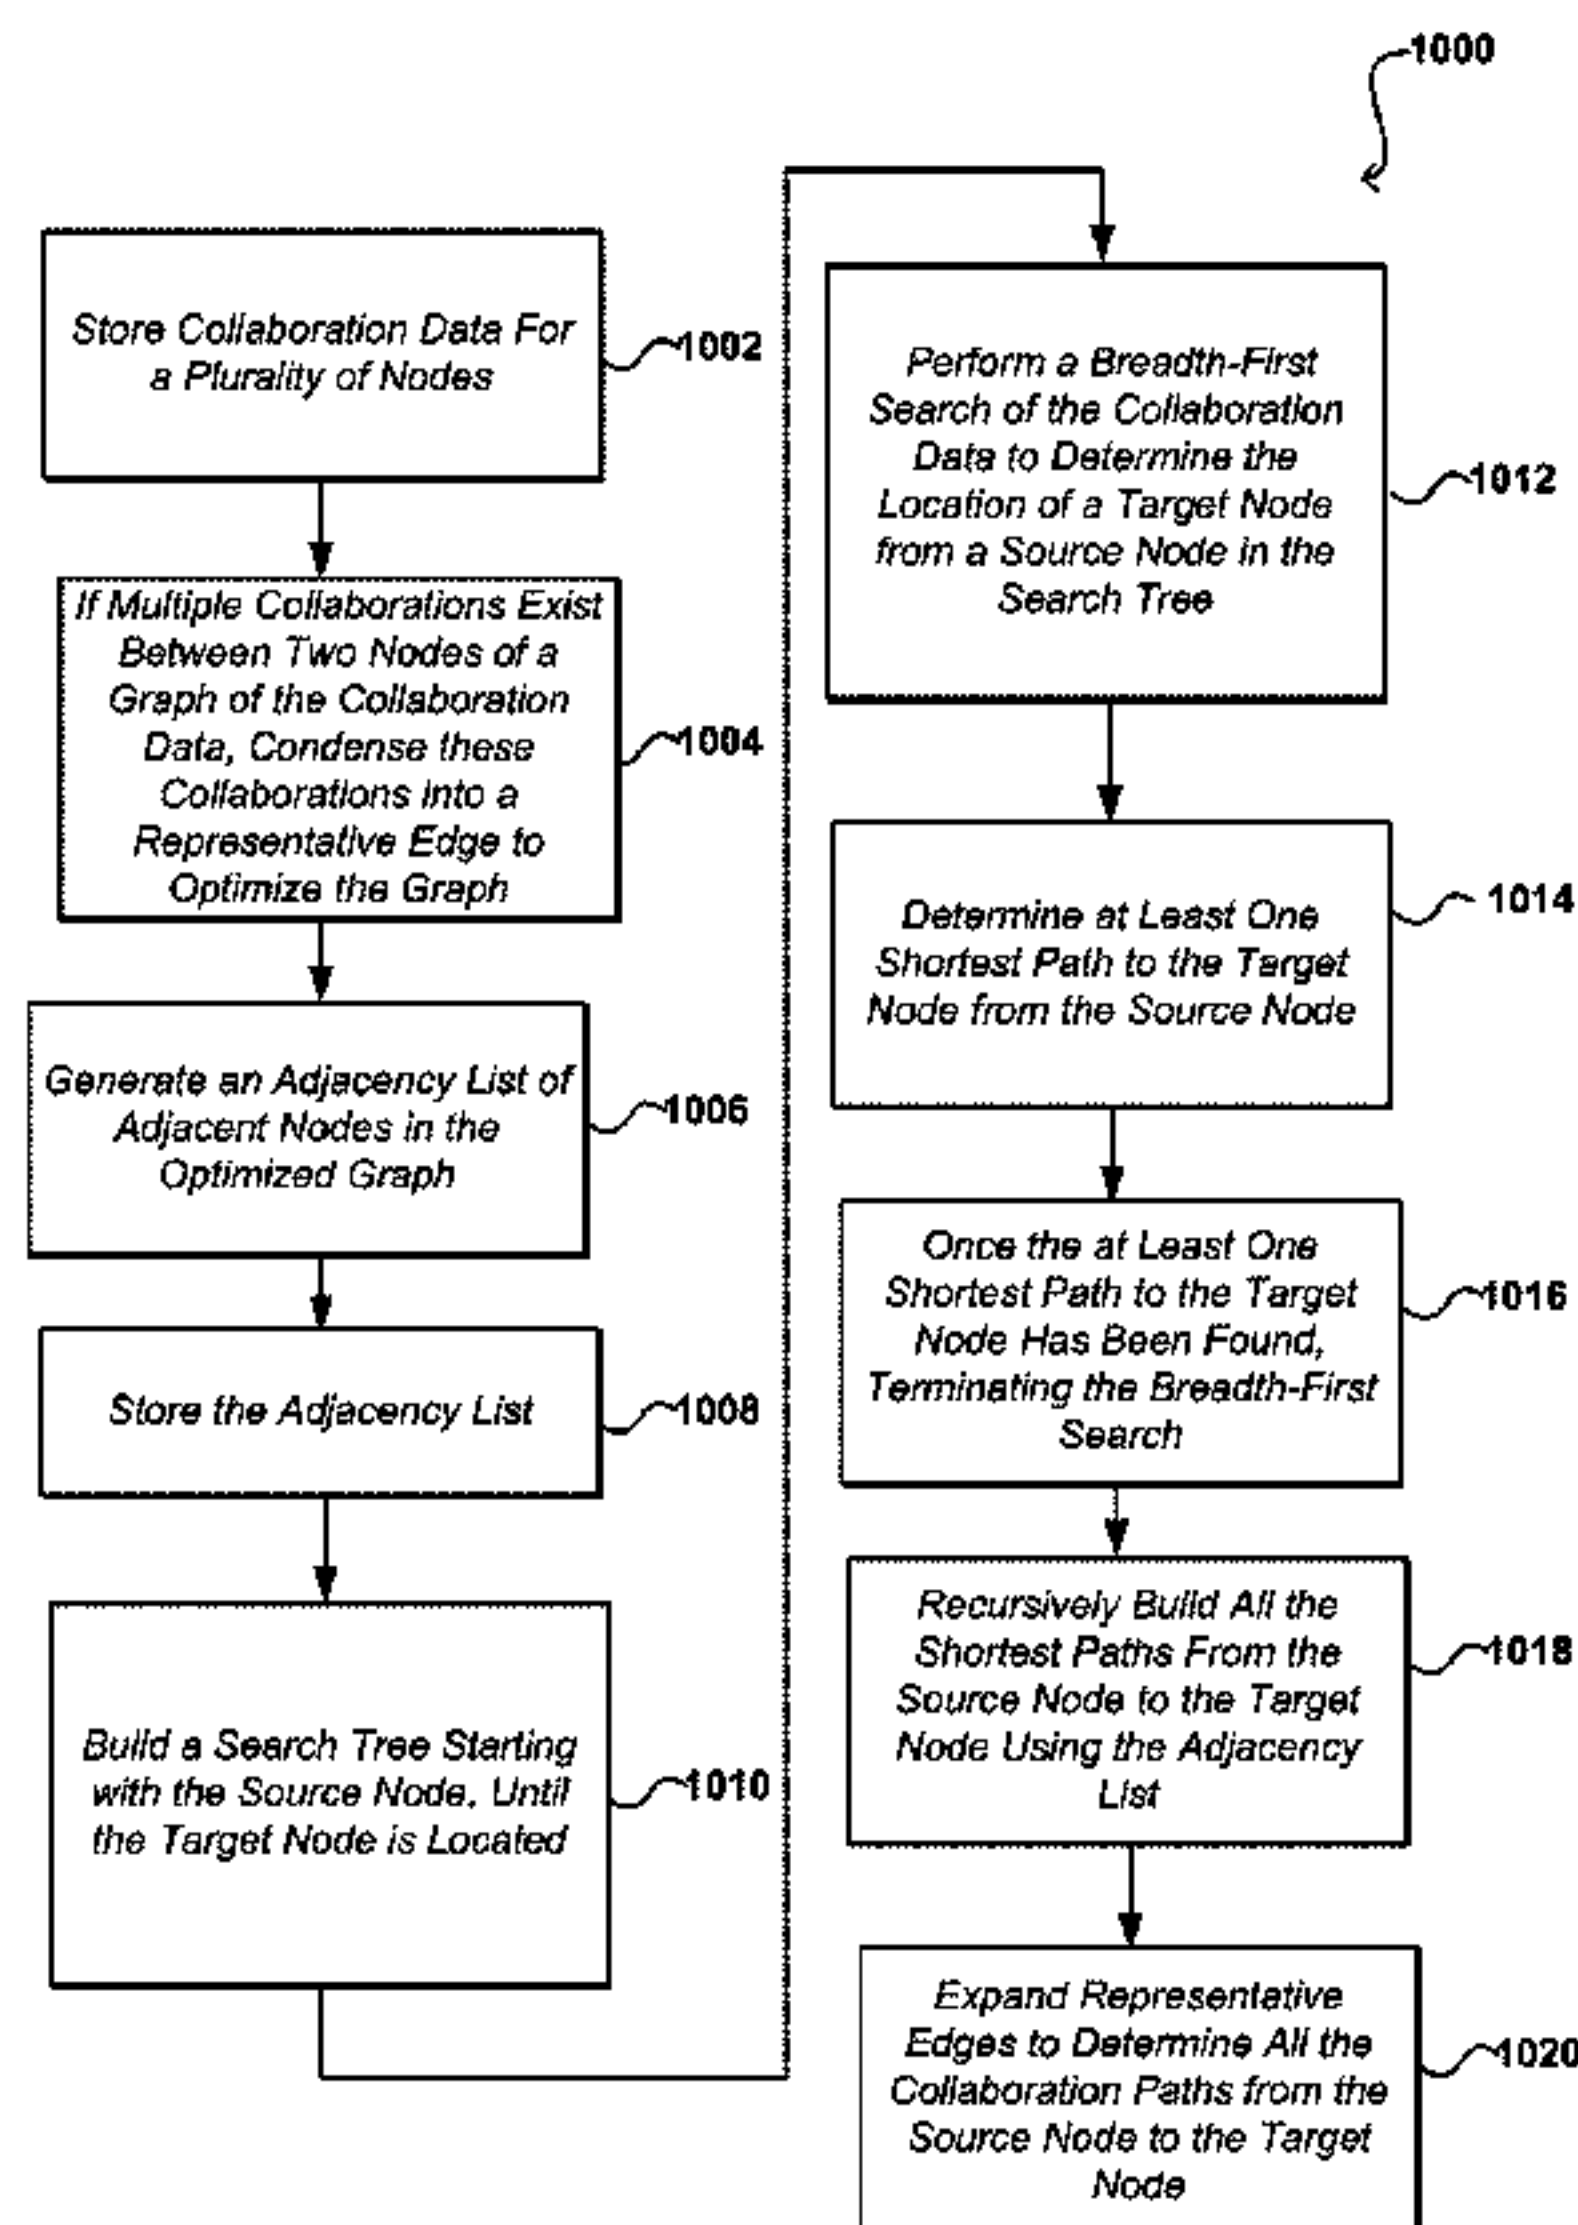 1000
Store Collaboration Data For
a Plurality of Nodes
1002
If Multiple Collaborations Exist
Between Two Nodes of a
Graph of the Collaboration
Data, Condense these
Collaborations into a
Representative Edge to
Optimize the Graph
1004
Generate an Adjacency List of
Adjacent Nodes in the
Optimized Graph
1006
Store the Adjacency List
1008
Build a Search Tree Starting
with the Source Node, Until
the Target Node is Located
1010
Perform a Breadth-First
Search of the Collaboration
Data to Determine the
Location of a Target Node
from a Source Node in the
Search Tree
1012
Determine at Least One
Shortest Path to the Target
Node from the Source Node
1014
Once the at Least One
Shortest Path to the Target
Node Has Been Found,
Terminating the Breadth-First
Search
1016
Recursively Build All the
Shortest Paths From the
Source Node to the Target
Node Using the Adjacency
List
1018
Expand Representative
Edges to Determine All the
Collaboration Paths from the
Source Node to the Target
Node
1020